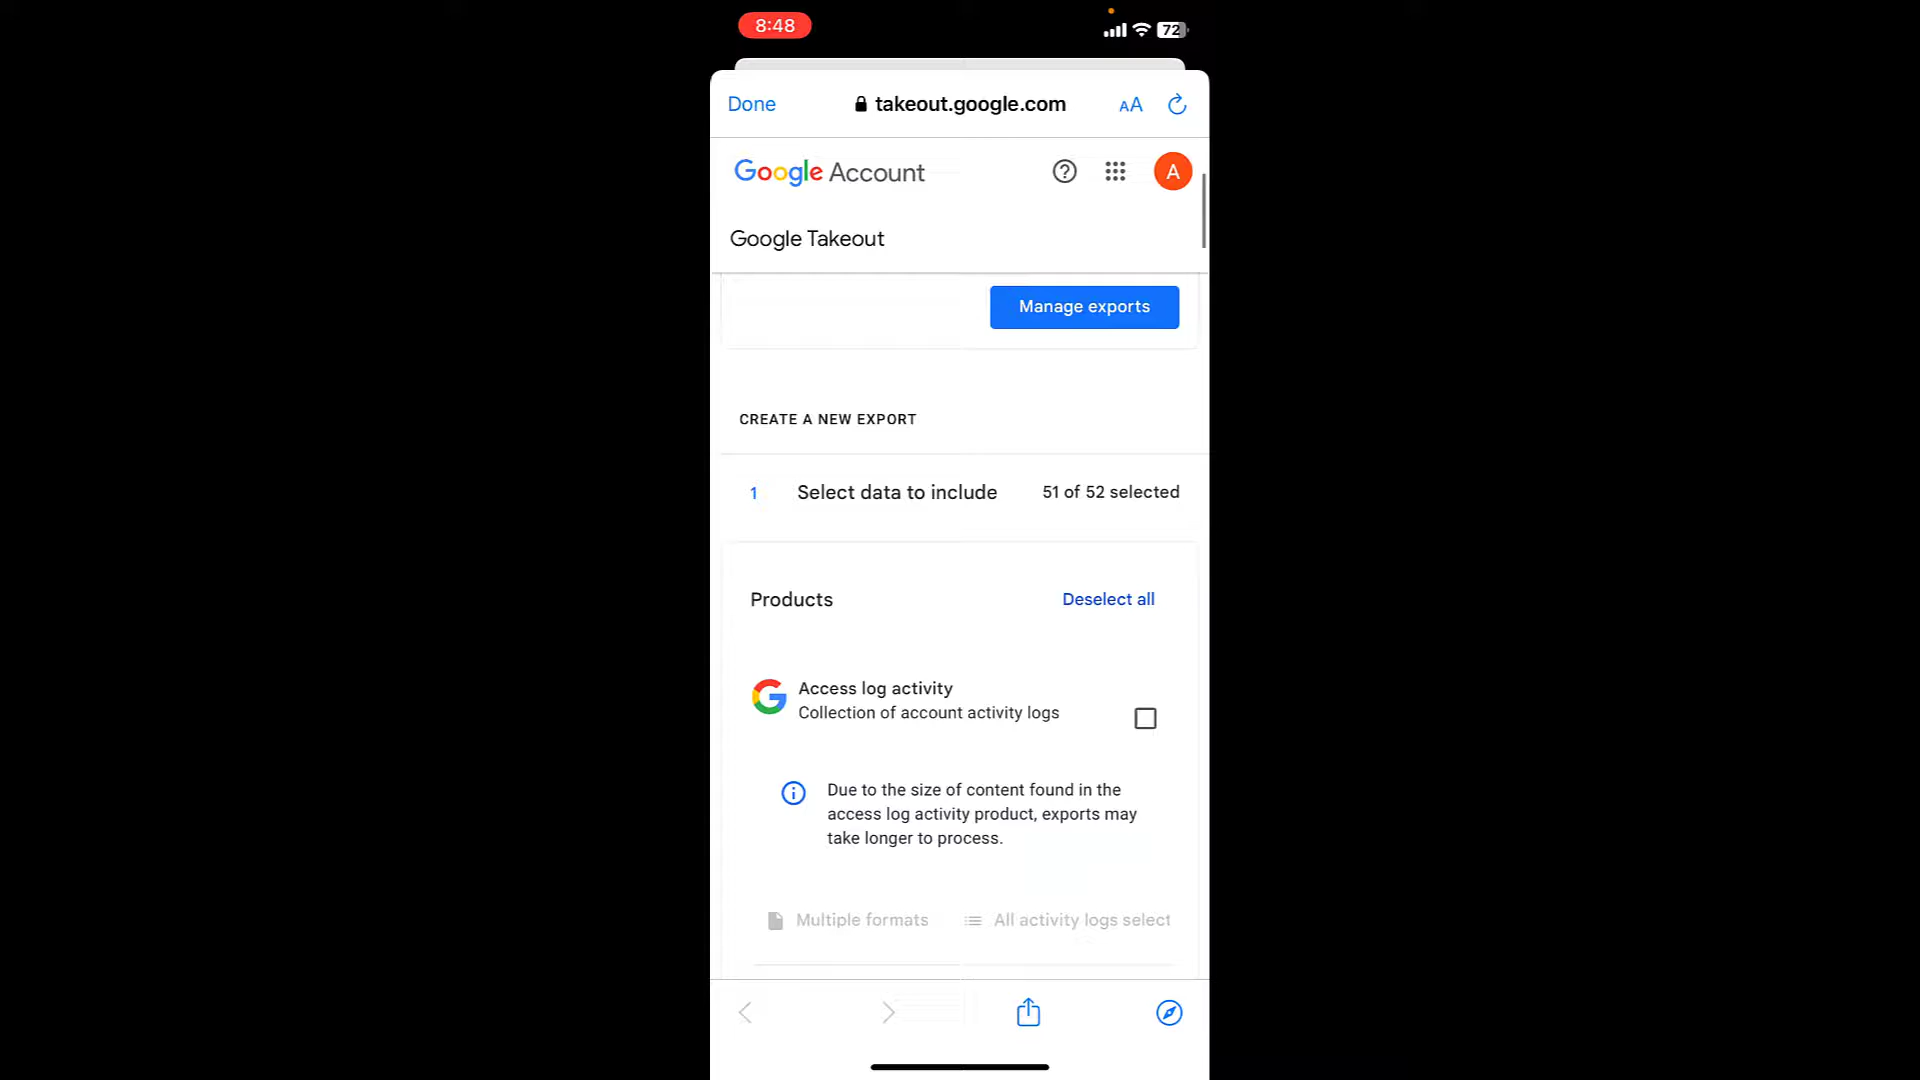 8:48
72
Done
takeout.google.com
AA
Google Account
A
Google Takeout
Manage exports
CREATE A NEW EXPORT
1 Select data to include 51 of 52 selected
Products
Deselect all
Access log activity
Collection of account activity logs
Due to the size of content found in the
access log activity product, exports may
take longer to process.
Multiple formats
All activity logs select